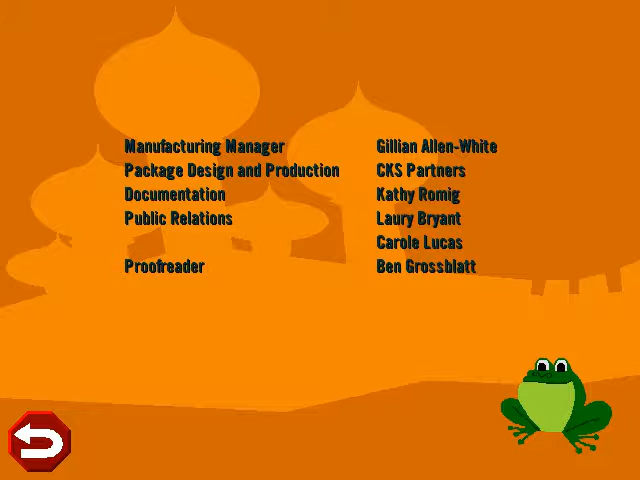 Manufacturing Manager Gillian Allen-White
Package Design and Production CKS Partners
Documentation Kathy Romig
Public Relations Laury Bryant
Carole Lucas
Proofreader Ben Grossblatt